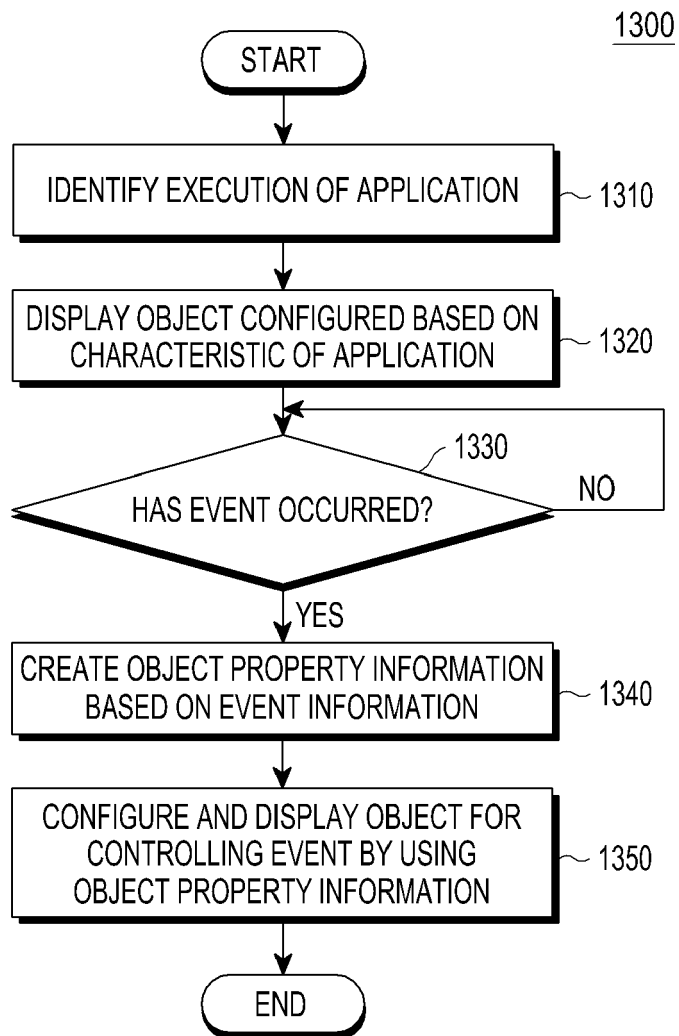 1300
START
IDENTIFY EXECUTION OF APPLICATION
1310
DISPLAY OBJECT CONFIGURED BASED ON
CHARACTERISTIC OF APPLICATION
1320
1330
HAS EVENT OCCURRED?
NO
YES
CREATE OBJECT PROPERTY INFORMATION
BASED ON EVENT INFORMATION
1340
CONFIGURE AND DISPLAY OBJECT FOR
CONTROLLING EVENT BY USING
OBJECT PROPERTY INFORMATION
1350
END